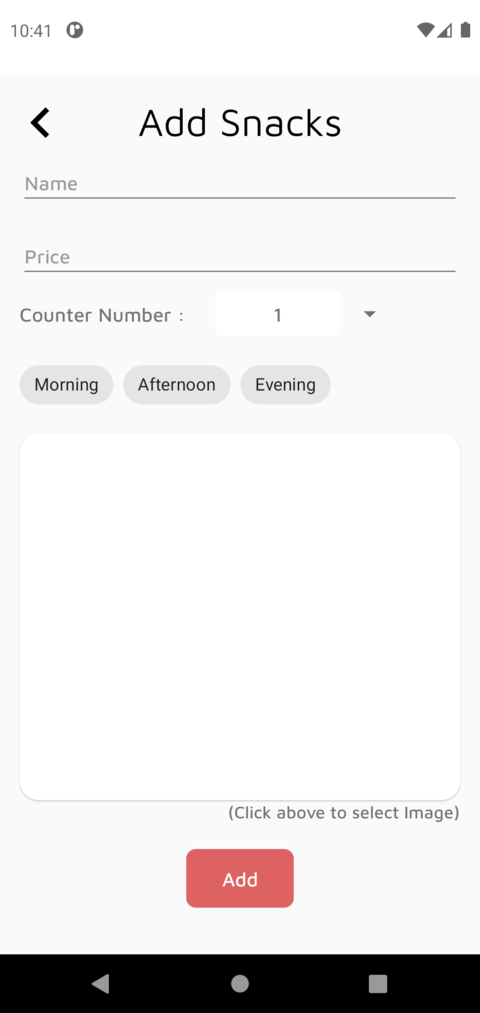 10:41
Add Snacks
Name
Price
Counter Number : 1
Morning Afternoon Evening
(Click above to select Image)
Add